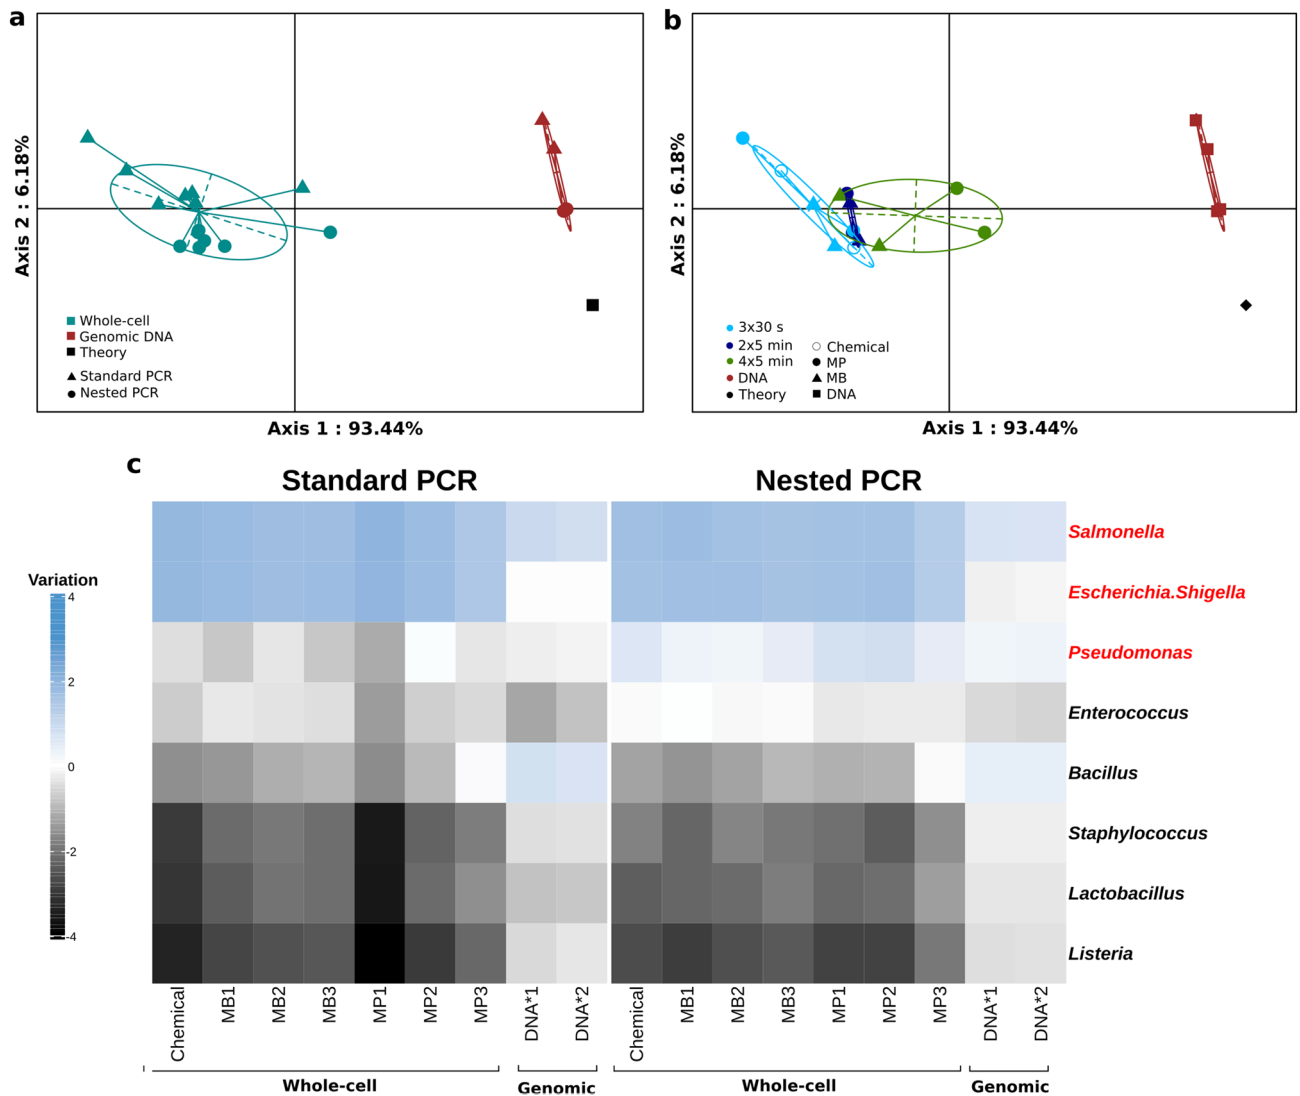 a
Axis 2 : 6.18%
Whole-cell
Genomic DNA
Theory
Standard PCR
Nested PCR
Axis 1 : 93.44%
b
Axis 2 : 6.18%
3x30 s
2x5 min
4x5 min
DNA
Theory
Chemical
MP
MB
DNA
Axis 1 : 93.44%
c
Standard PCR
Nested PCR
Variation
4
2
0
-2
-4
Salmonella
Escherichia.Shigella
Pseudomonas
Enterococcus
Bacillus
Staphylococcus
Lactobacillus
Listeria
Chemical
MB1
MB2
MB3
MP1
MP2
MP3
DNA*1
DNA*2
Chemical
MB1
MB2
MB3
MP1
MP2
MP3
DNA*1
DNA*2
Whole-cell
Genomic
Whole-cell
Genomic